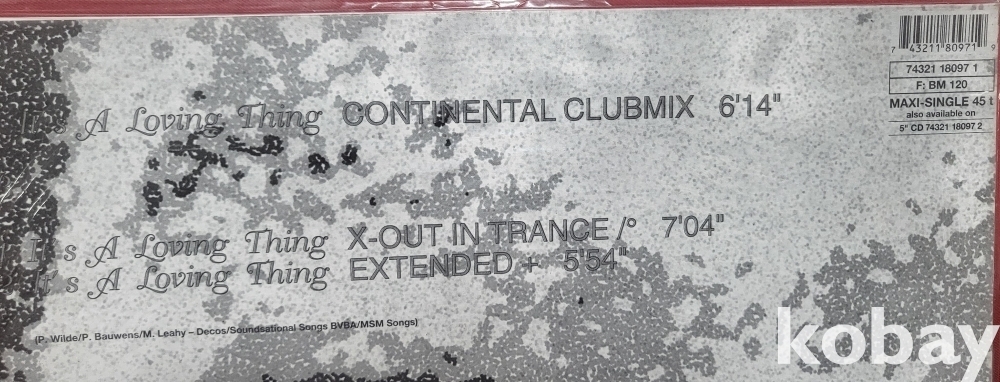 It's A Loving Thing CONTINENTAL CLUBMIX 6'14"
It's A Loving Thing X-OUT IN TRANCE /° 7'04"
It's A Loving Thing EXTENDED + 5'54"
(P. Wilde/P. Bauwens/M. Leahy – Decos/Soundsational Songs BVBA/MSM Songs)
7 43211 80971 9
74321 18097 1
F: BM 120
MAXI-SINGLE 45 t
also available on
5" CD 74321 18097 2
kobay